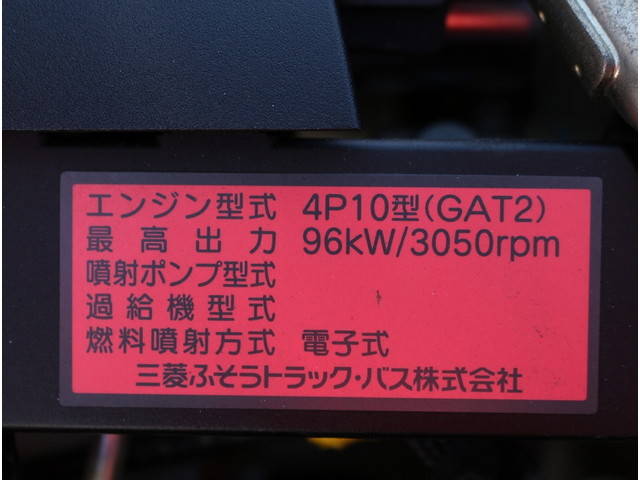 エンジン型式 4P10型(GAT2)
最高出力 96kW/3050rpm
噴射ポンプ型式
過給機型式
燃料噴射方式 電子式
三菱ふそうトラック・バス株式会社